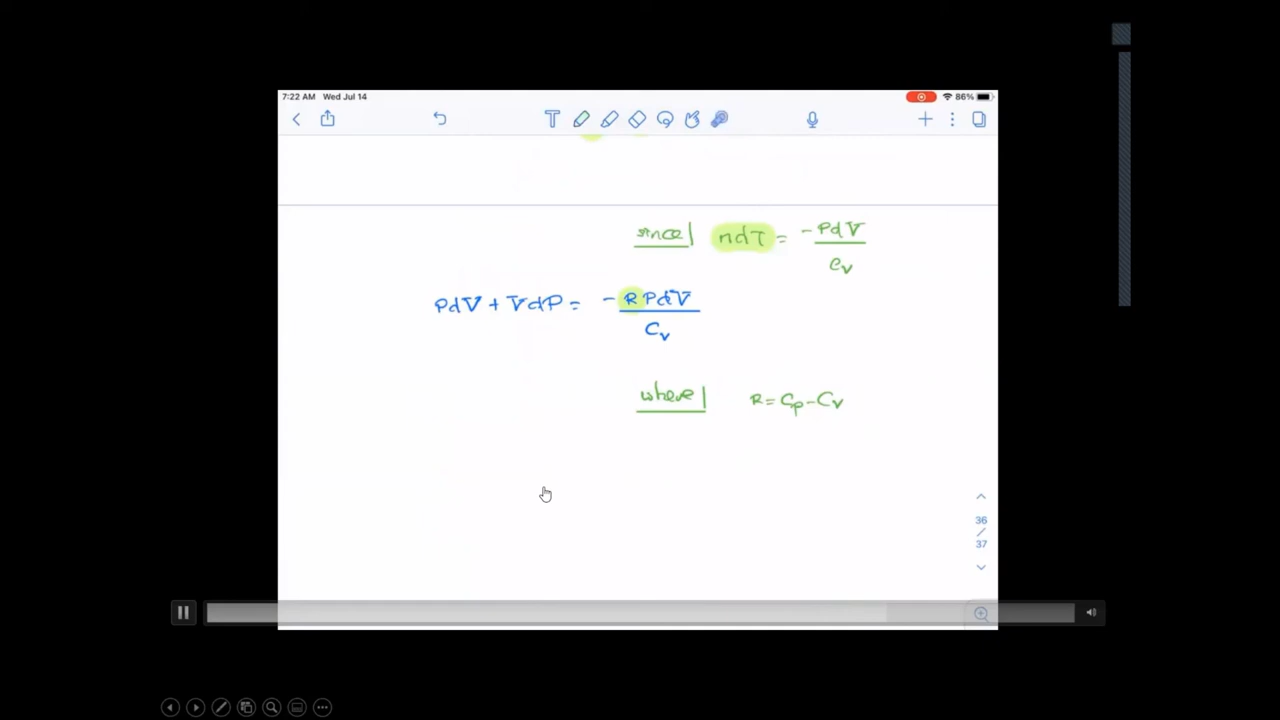 7:22 AM Wed Jul 14 86%
since| ndT = -PdV
Cv
PdV + VdP = - RPdV
Cv
where| R = Cp - Cv
36
/
37